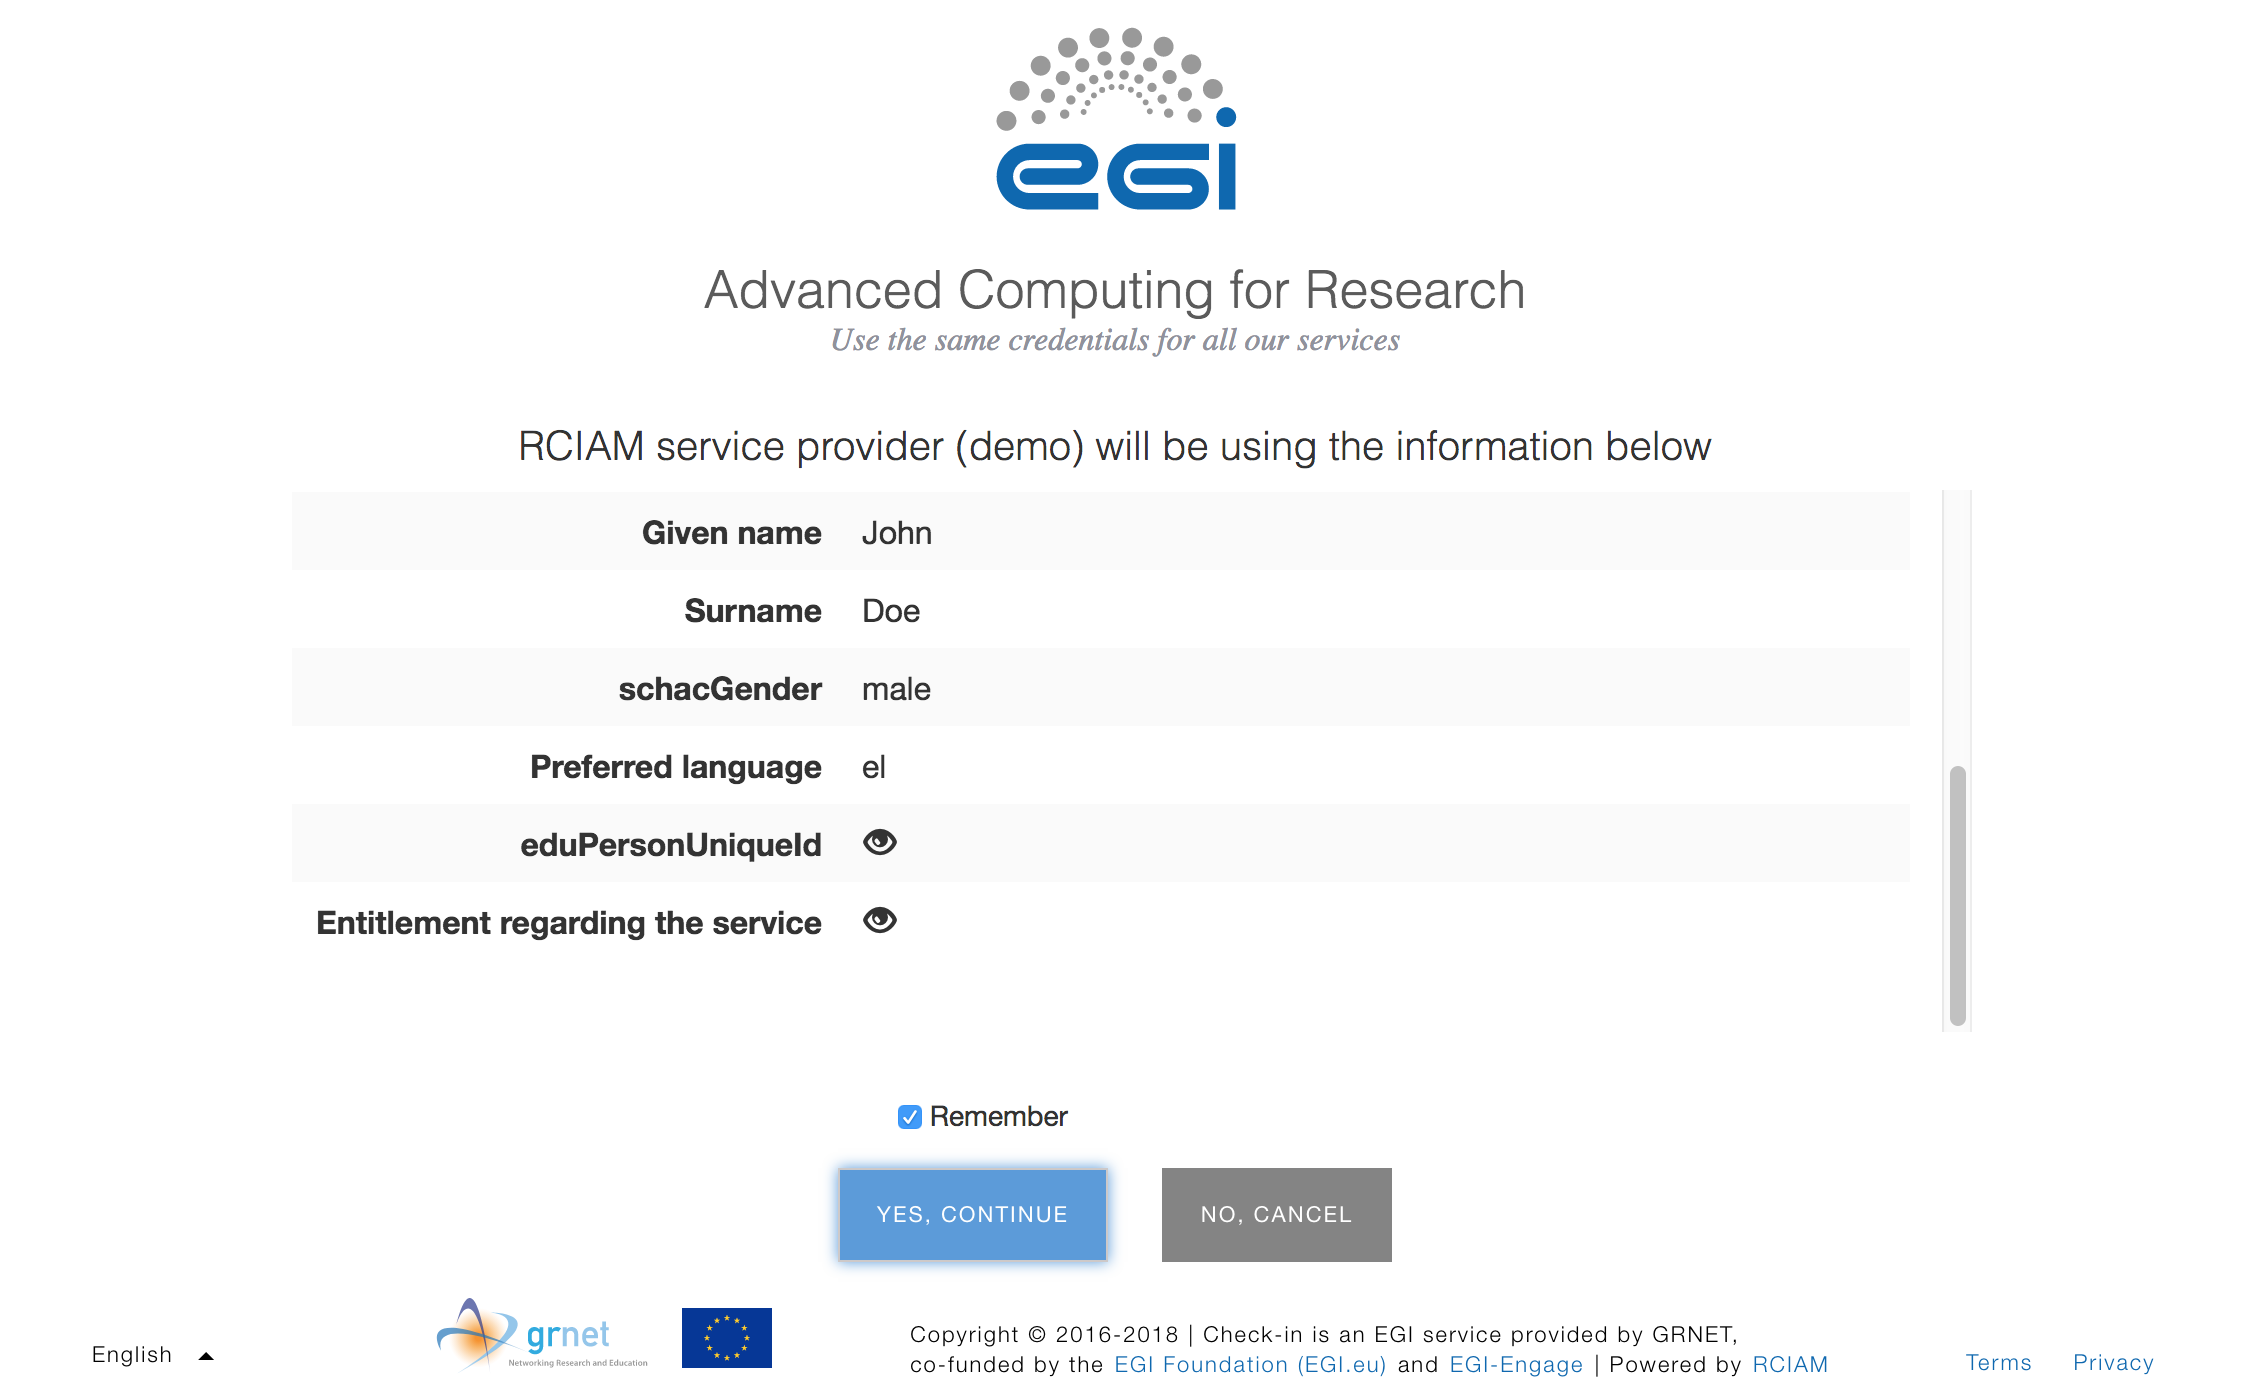 egi
Advanced Computing for Research
Use the same credentials for all our services
RCIAM service provider (demo) will be using the information below
Given name John
Surname Doe
schacGender male
Preferred language el
eduPersonUniqueId
Entitlement regarding the service
Remember
YES, CONTINUE NO, CANCEL
English
grnet
Networking Research and Education
Copyright © 2016-2018 | Check-in is an EGI service provided by GRNET,
co-funded by the EGI Foundation (EGI.eu) and EGI-Engage | Powered by RCIAM
Terms Privacy